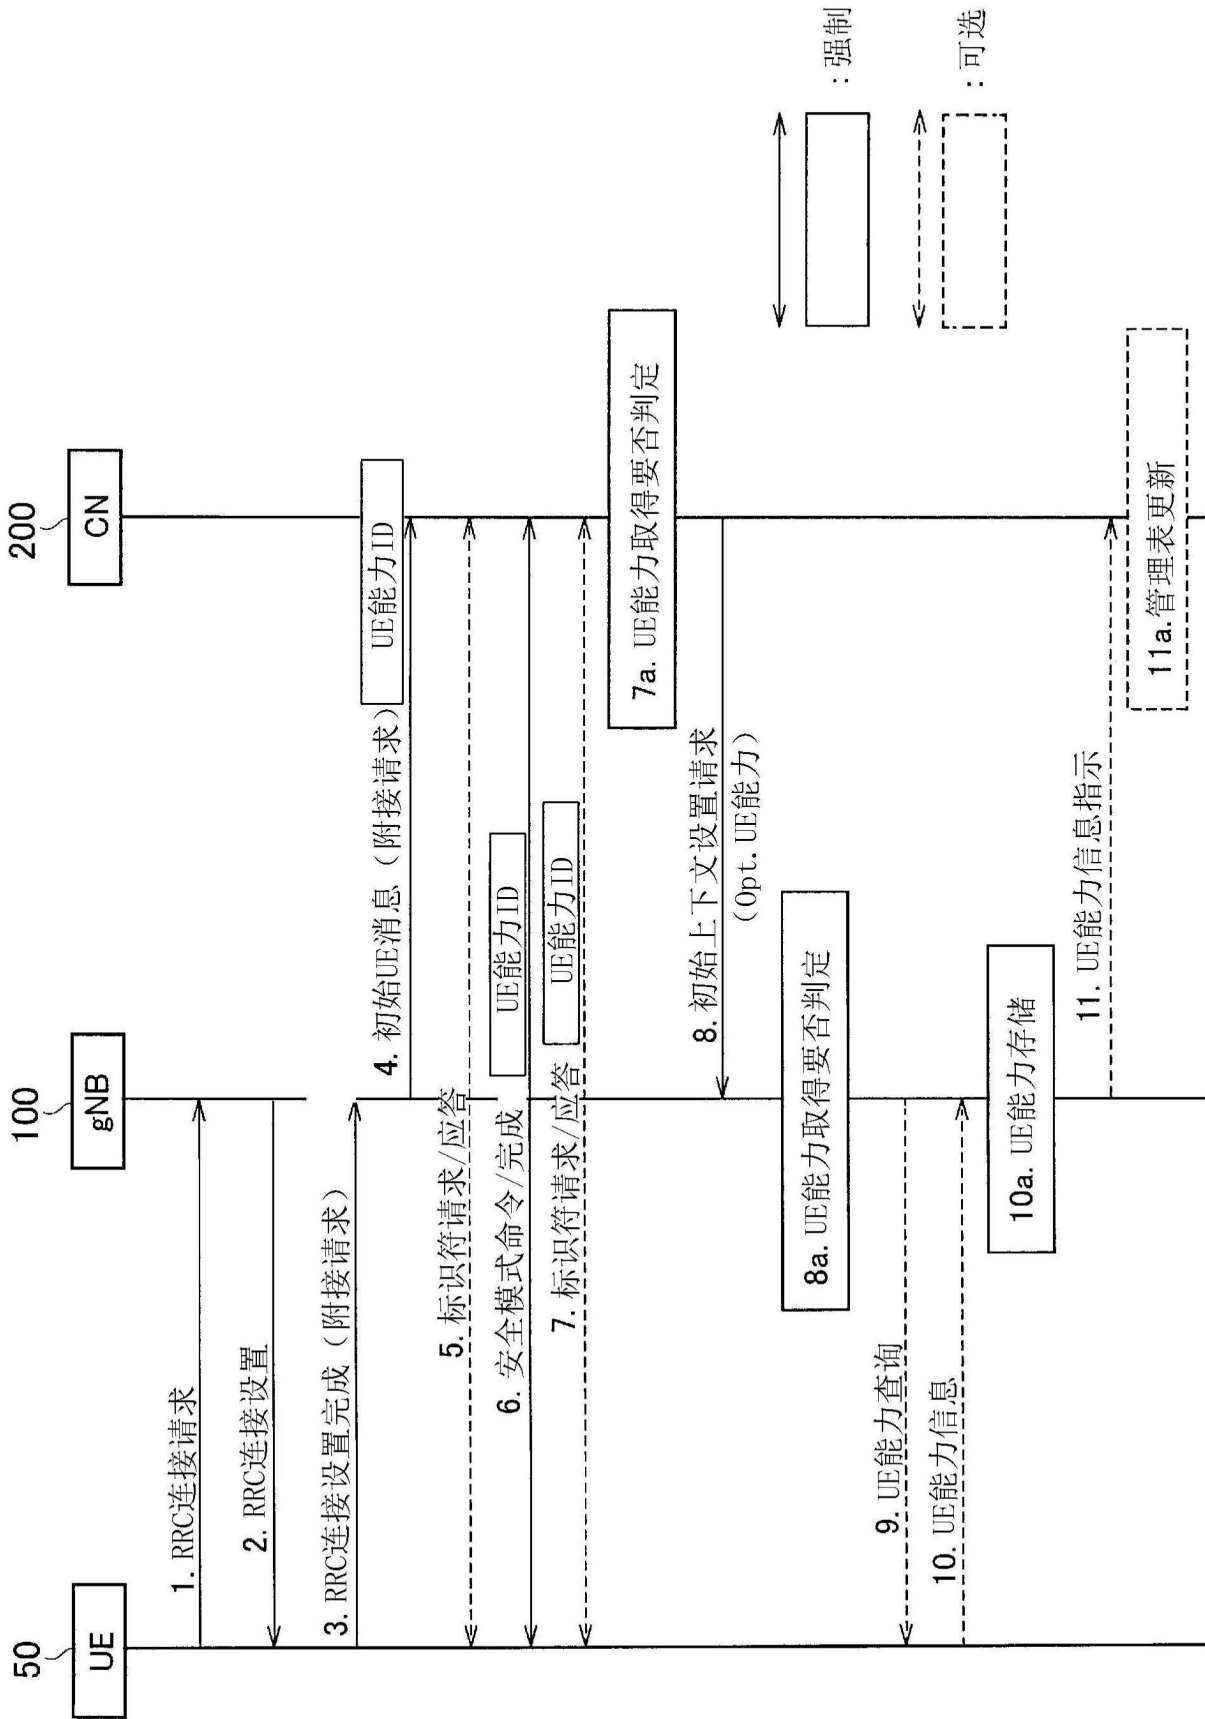 50
UE
100
gNB
200
CN
1. RRC连接请求
2. RRC连接设置
3. RRC连接设置完成（附接请求）
4. 初始UE消息（附接请求）
UE能力ID
5. 标识符请求/应答
6. 安全模式命令/完成
UE能力ID
7. 标识符请求/应答
UE能力ID
7a. UE能力取得要否判定
8. 初始上下文设置请求
（Opt. UE能力）
8a. UE能力取得要否判定
9. UE能力查询
10. UE能力信息
10a. UE能力存储
11. UE能力信息指示
11a. 管理表更新
：强制
：可选